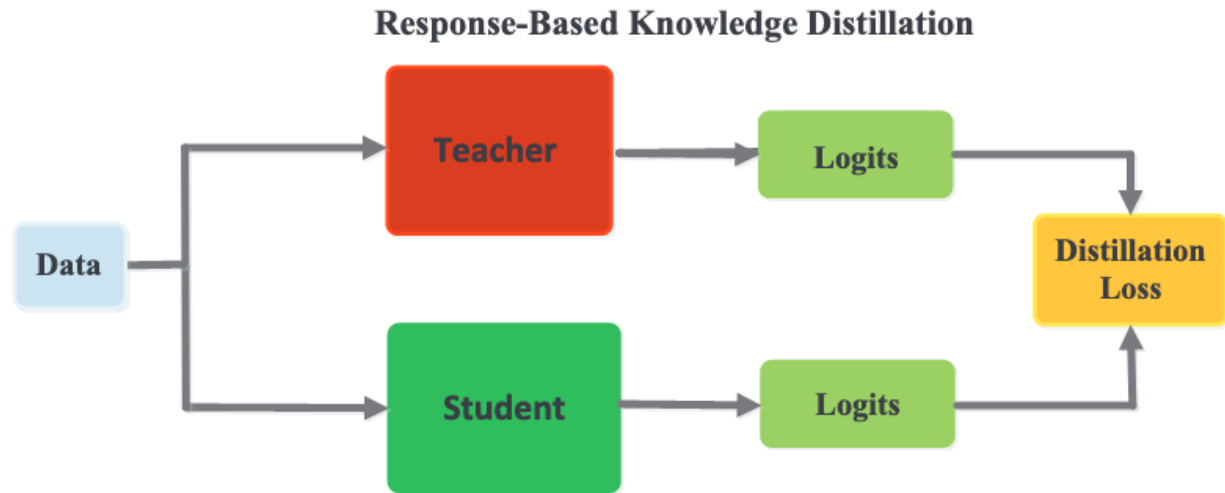 Response-Based Knowledge Distillation
Teacher
Logits
Data
Distillation
Loss
Student
Logits